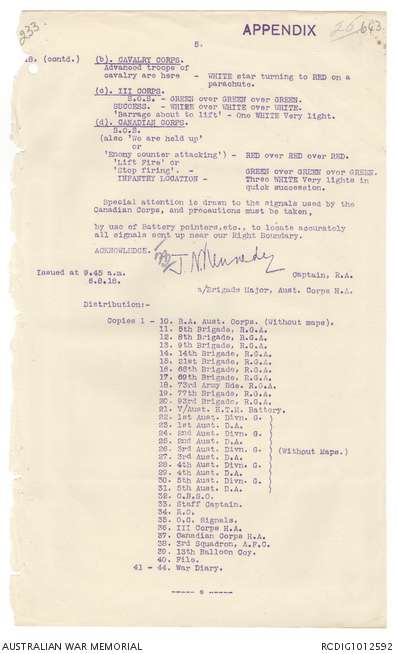 233.
APPENDIX
26
643
5.
18. (contd.) (b). CAVALRY CORPS.
Advanced troops of
cavalry are here - WHITE star turning to RED on a
parachute.
(c). III CORPS.
S.O.S. - GREEN over GREEN over GREEN.
SUCCESS. - WHITE over WHITE over WHITE.
'Barrage about to lift' - One WHITE Very light.
(d). CANADIAN CORPS.
S.O.S.
(also 'We are held up'
or
'Enemy counter attacking') - RED over RED over RED.
'Lift Fire' or
'Stop firing'. - GREEN over GREEN over GREEN.
INFANTRY LOCATION - Three WHITE Very lights in
quick succession.
Special attention is drawn to the signals used by the
Canadian Corps, and precautions must be taken,
by use of Battery pointers,etc., to locate accurately
all signals sent up near our Right Boundary.
ACKNOWLEDGE.
J. N. Kennedy
Issued at 9.45 a.m.
6.8.18.
Captain, R.A.
a/Brigade Major, Aust. Corps H.A.
Distribution:-
Copies 1 - 10. R.A. Aust. Corps. (Without maps).
11. 5th Brigade, R.G.A.
12. 8th Brigade, R.G.A.
13. 9th Brigade, R.G.A.
14. 14th Brigade, R.G.A.
15. 21st Brigade, R.G.A.
16. 68th Brigade, R.G.A.
17. 69th Brigade, R.G.A.
18. 73rd Army Bde. R.G.A.
19. 77th Brigade, R.G.A.
20. 93rd Brigade, R.G.A.
21. V/Aust. H.T.M. Battery.
22. 1st Aust. Divn. G.
23. 1st Aust. D.A.
24. 2nd Aust. Divn. G.
25. 2nd Aust. D.A.
26. 3rd Aust. Divn. G. (Without Maps.)
27. 3rd Aust. D.A.
28. 4th Aust. Divn. G.
29. 4th Aust. D.A.
30. 5th Aust. Divn. G.
31. 5th Aust. D.A.
32. C.B.S.O.
33. Staff Captain.
34. R.O.
35. O.C. Signals.
36. III Corps H.A.
37. Canadian Corps H.A.
38. 3rd Squadron, A.F.C.
39. 13th Balloon Coy.
40. File.
41 - 44. War Diary.
----- 6 -----
AUSTRALIAN WAR MEMORIAL
RCDIG1012592